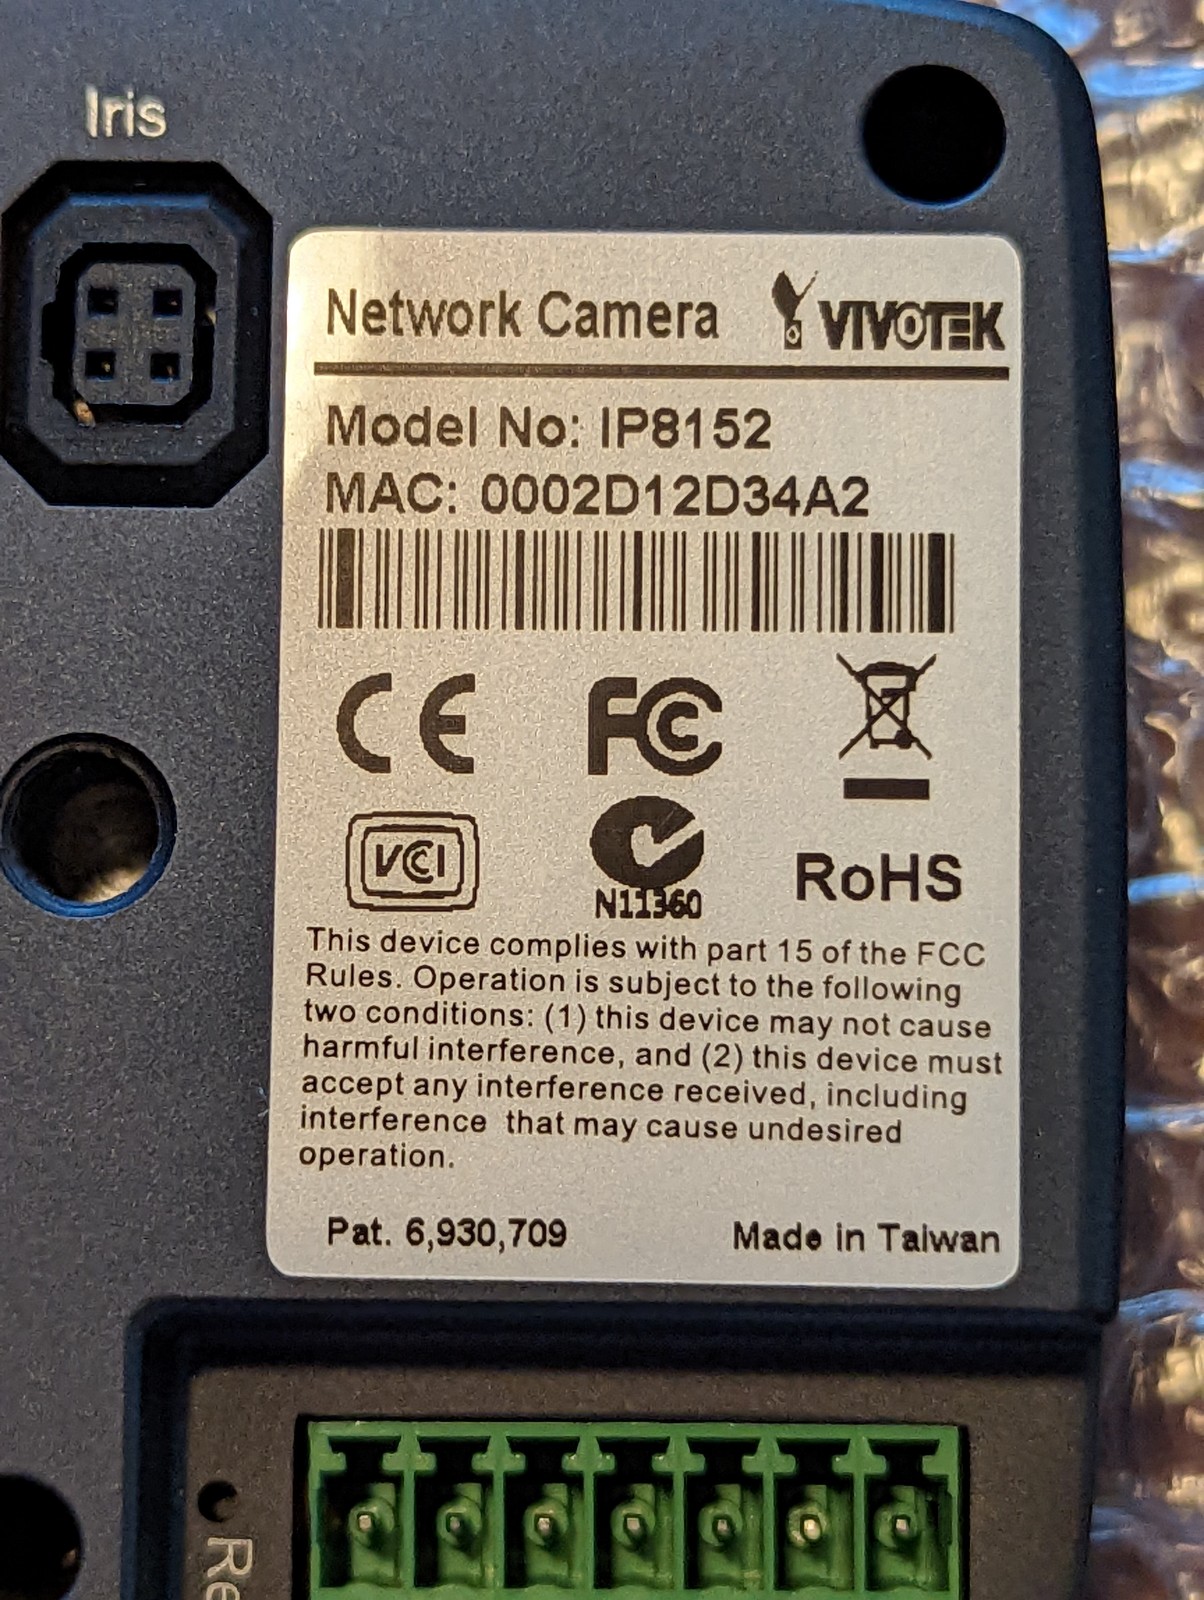 Iris
Network Camera VIVOTEK
Model No: IP8152
MAC: 0002D12D34A2
CE FC
VCCI N11360 RoHS
This device complies with part 15 of the FCC
Rules. Operation is subject to the following
two conditions: (1) this device may not cause
harmful interference, and (2) this device must
accept any interference received, including
interference that may cause undesired
operation.
Pat. 6,930,709 Made in Taiwan